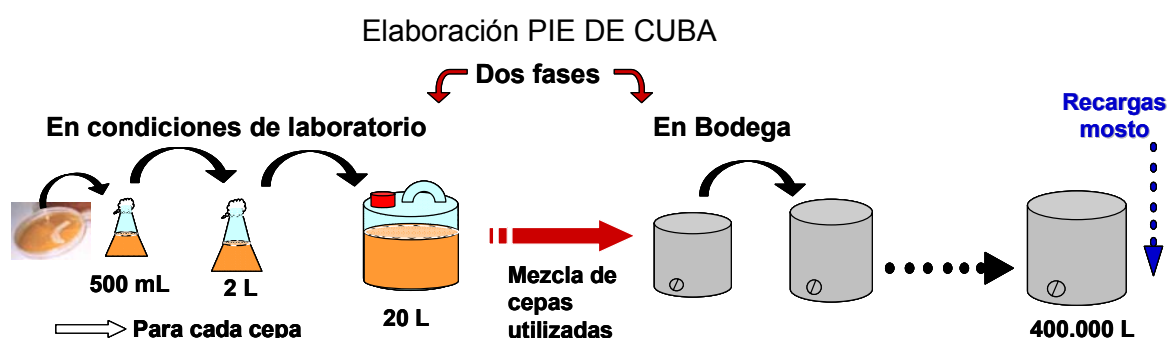 Elaboración PIE DE CUBA
Dos fases
En condiciones de laboratorio
En Bodega
Recargas
mosto
500 mL
2 L
20 L
Mezcla de
cepas
utilizadas
400.000 L
Para cada cepa